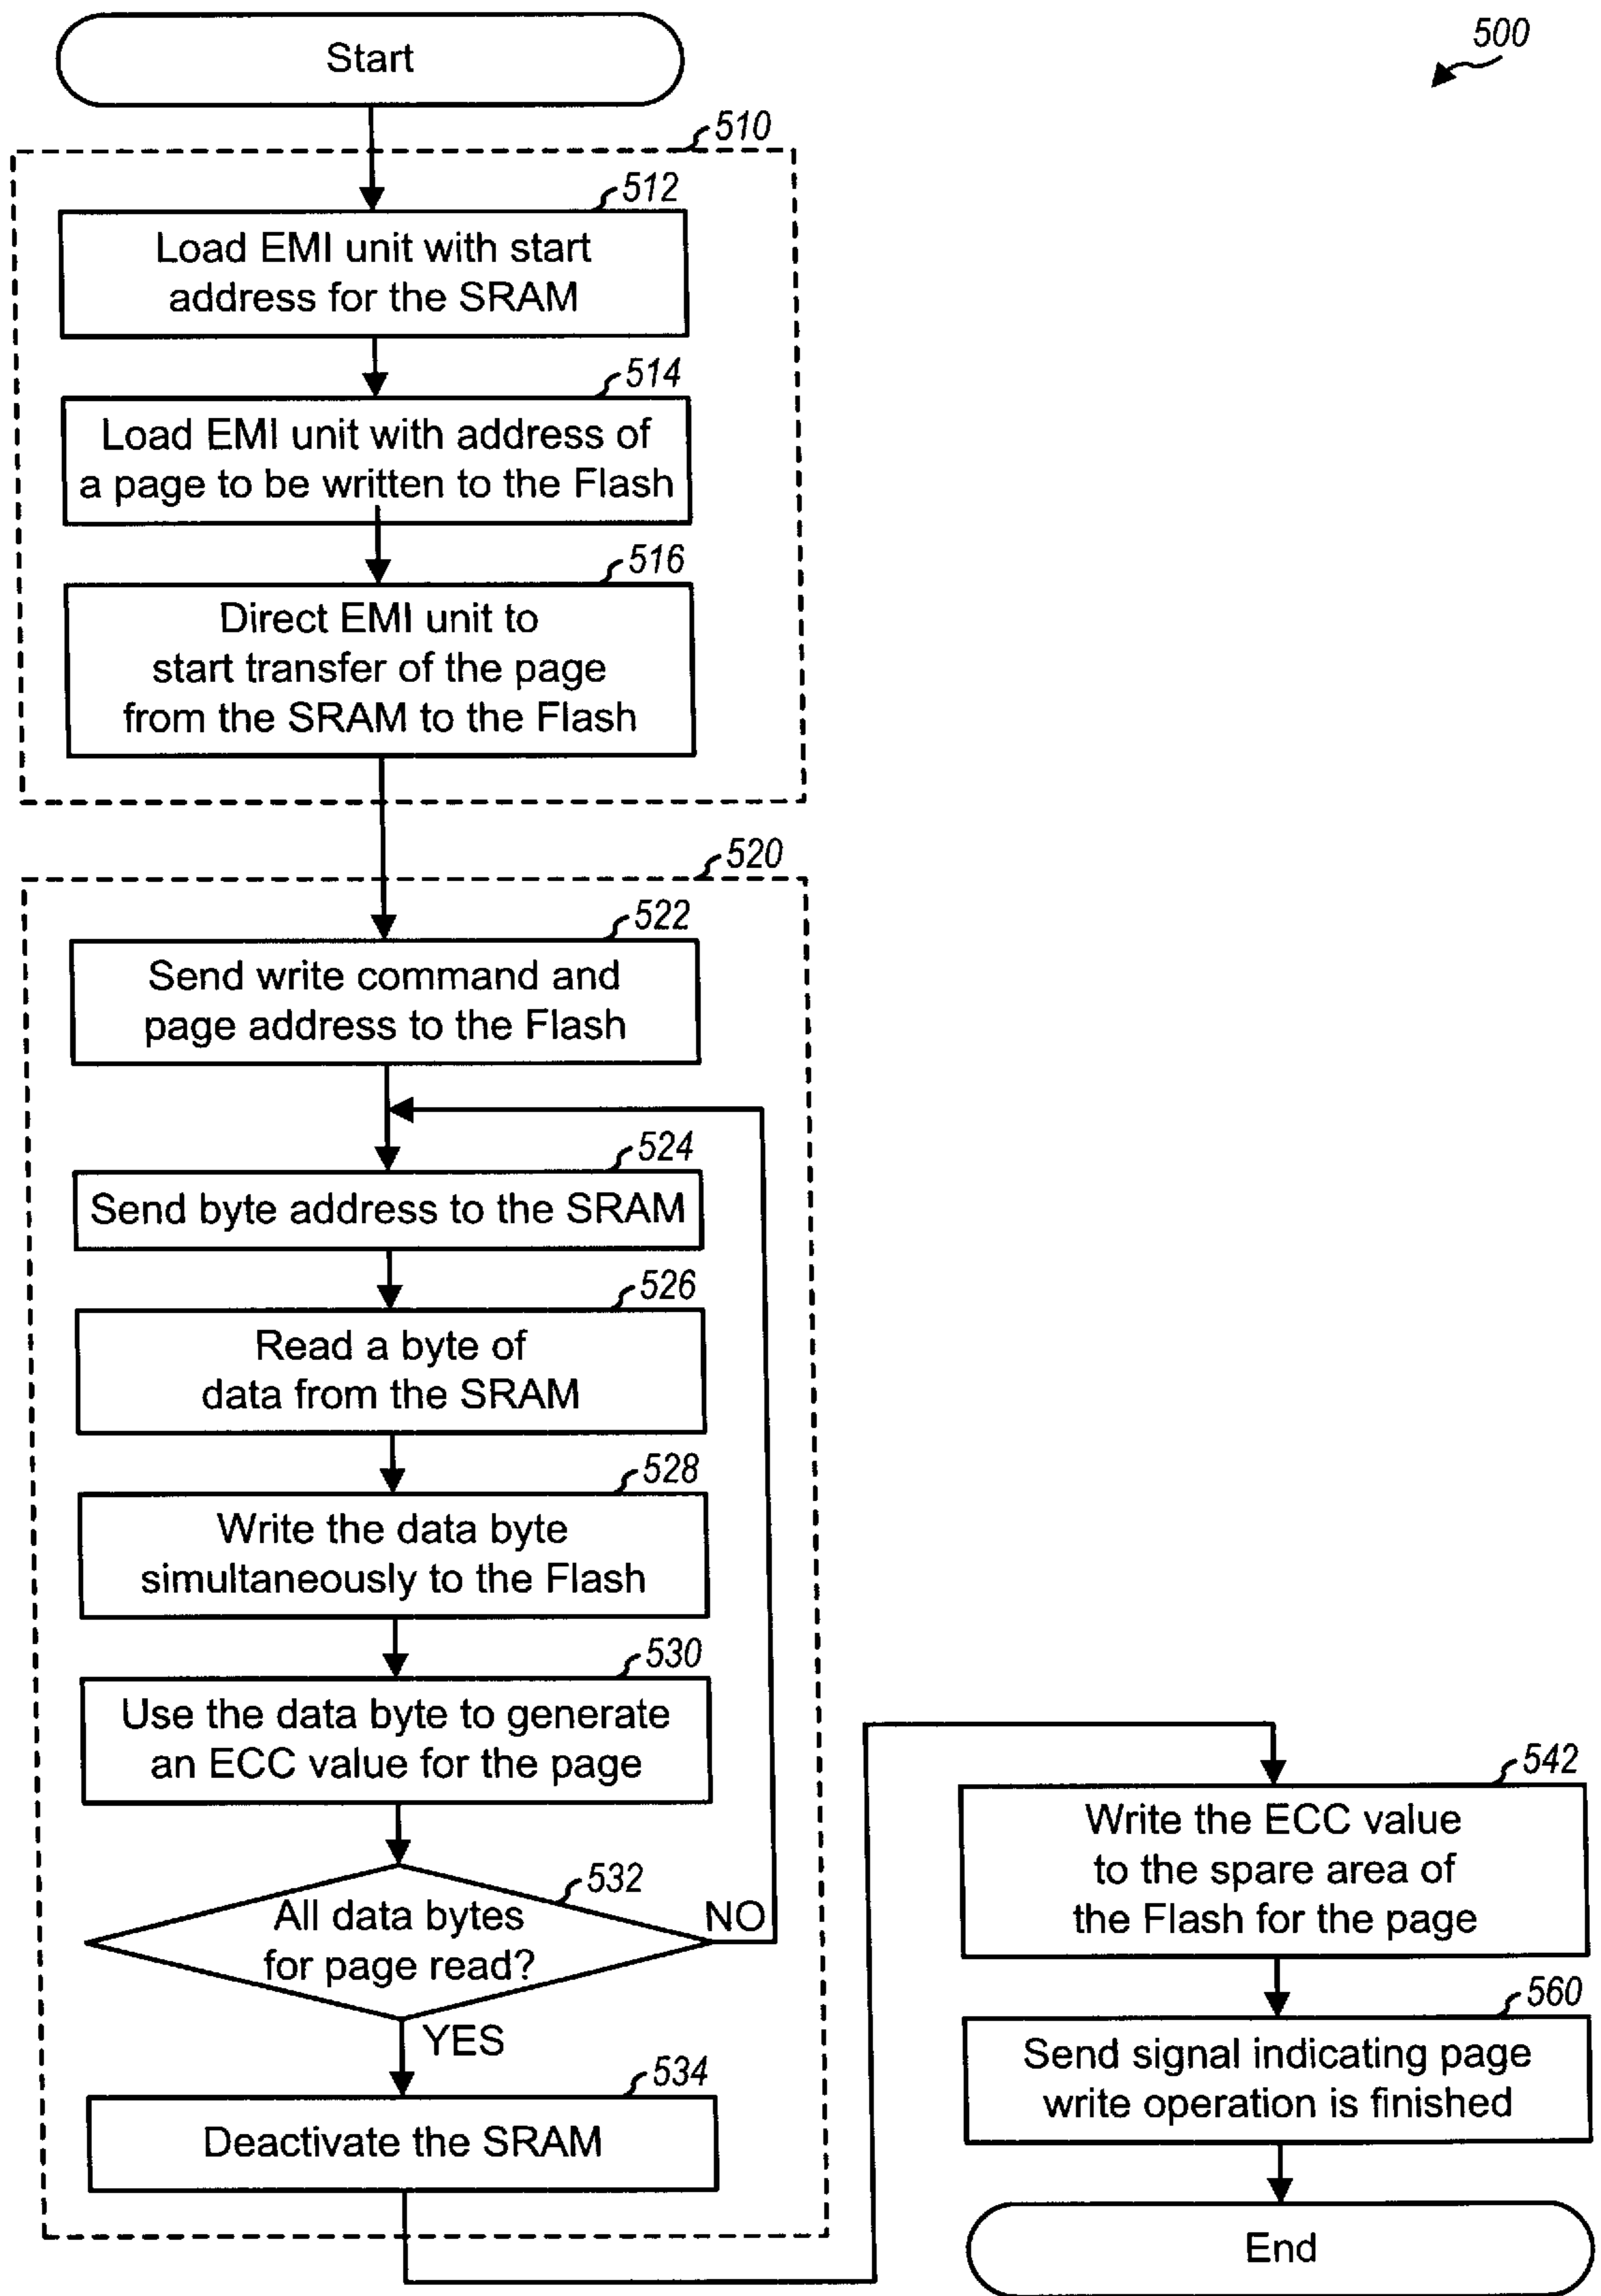 Start
500
510
512
Load EMI unit with start
address for the SRAM
514
Load EMI unit with address of
a page to be written to the Flash
516
Direct EMI unit to
start transfer of the page
from the SRAM to the Flash
520
522
Send write command and
page address to the Flash
524
Send byte address to the SRAM
526
Read a byte of
data from the SRAM
528
Write the data byte
simultaneously to the Flash
530
Use the data byte to generate
an ECC value for the page
532
All data bytes
for page read?
NO
YES
534
Deactivate the SRAM
542
Write the ECC value
to the spare area of
the Flash for the page
560
Send signal indicating page
write operation is finished
End